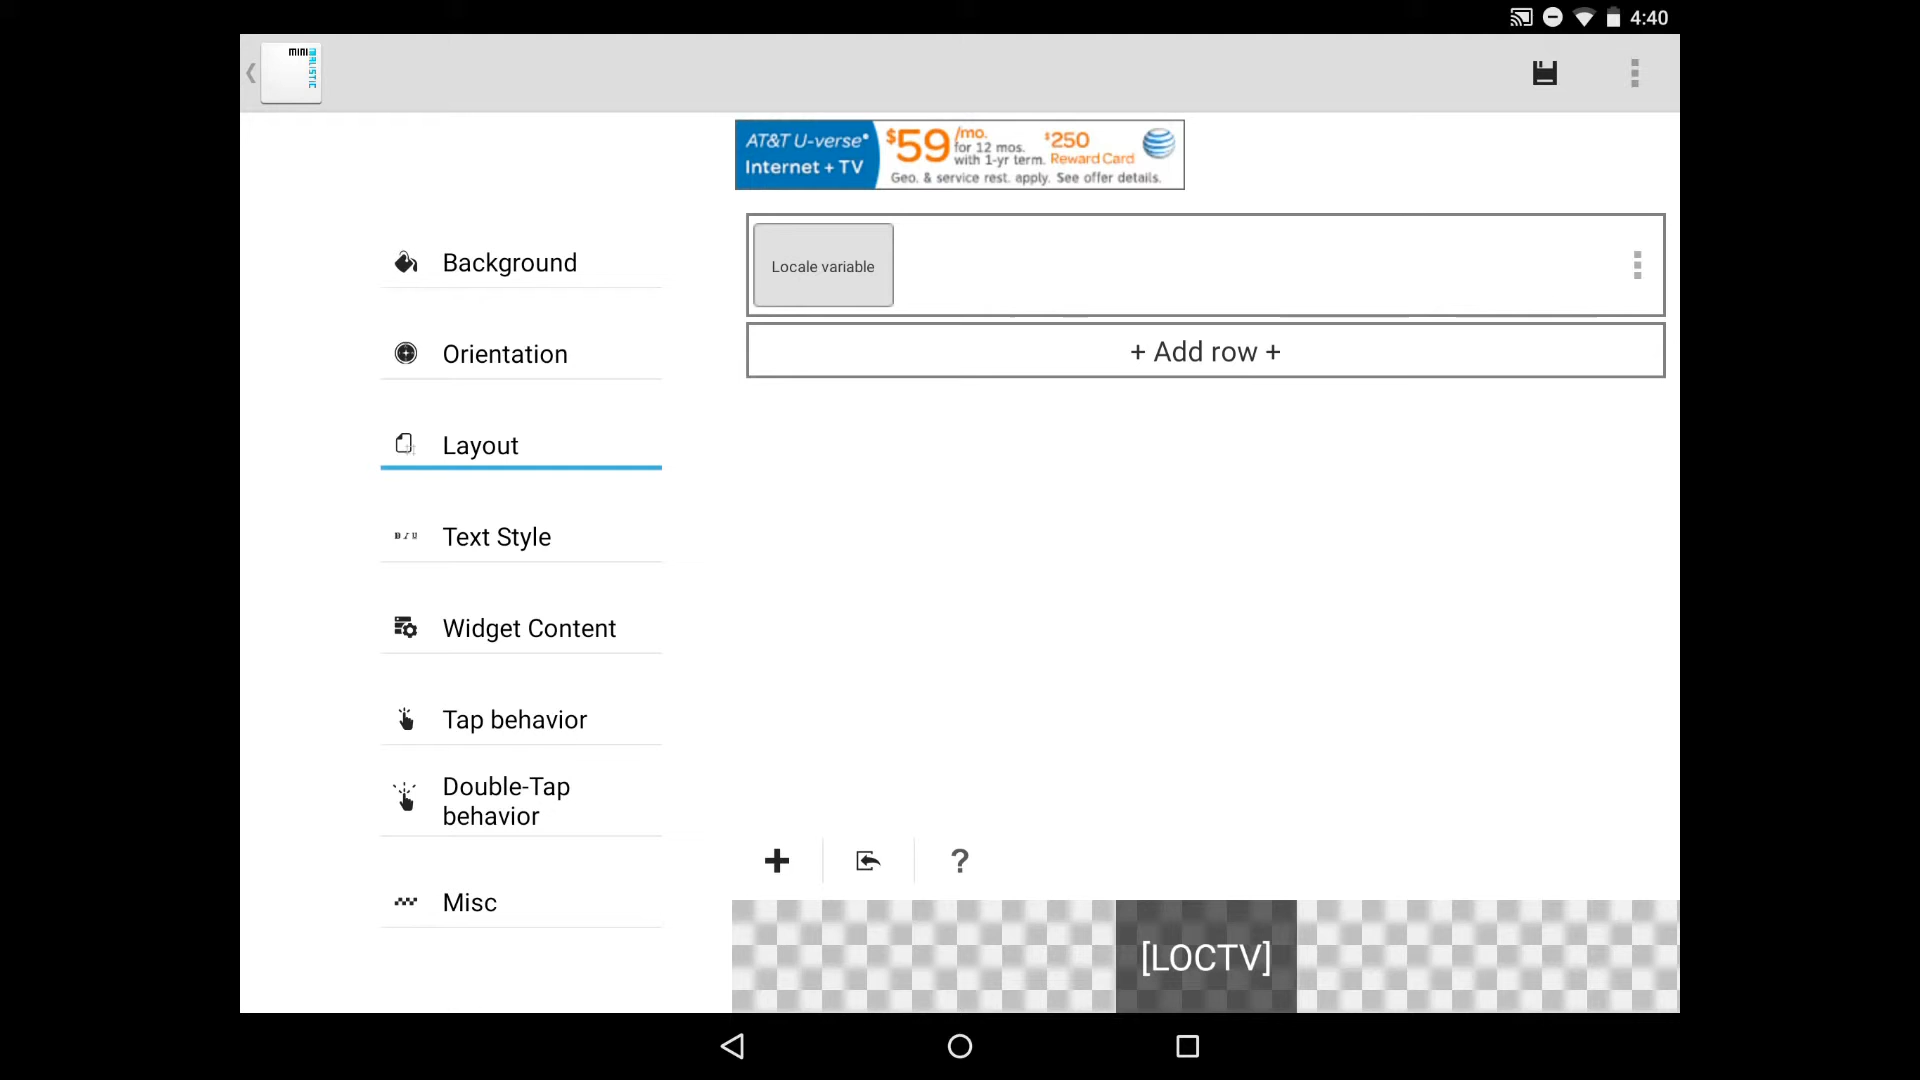 4:40
MINI
MALISTIC
AT&T U-verse®
Internet + TV
$59 /mo.
for 12 mos.
with 1-yr term.
$250
Reward Card
Geo. & service rest. apply. See offer details.
Background
Locale variable
Orientation
+ Add row +
Layout
B I U Text Style
Widget Content
Tap behavior
Double-Tap
behavior
?
Misc
[LOCTV]